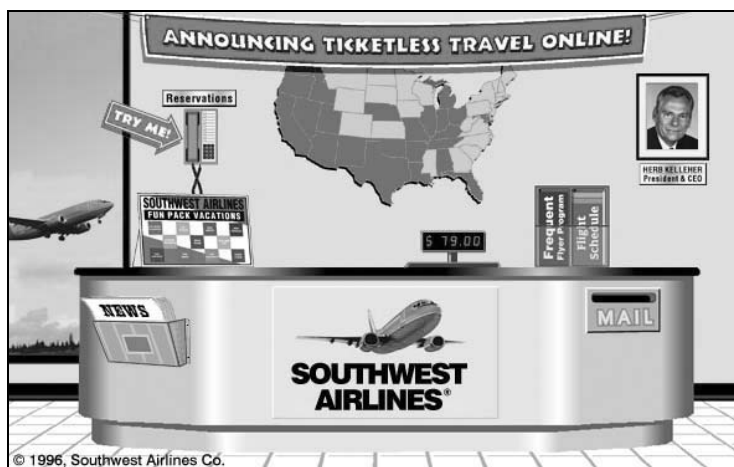 ANNOUNCING TICKETLESS TRAVEL ONLINE!
Reservations
TRY ME!
HERB KELLEHER
President & CEO
SOUTHWEST AIRLINES
FUN PACK VACATIONS
$ 79.00
Frequent
Flyer Program
Flight
Schedule
NEWS
MAIL
SOUTHWEST
AIRLINES®
© 1996, Southwest Airlines Co.